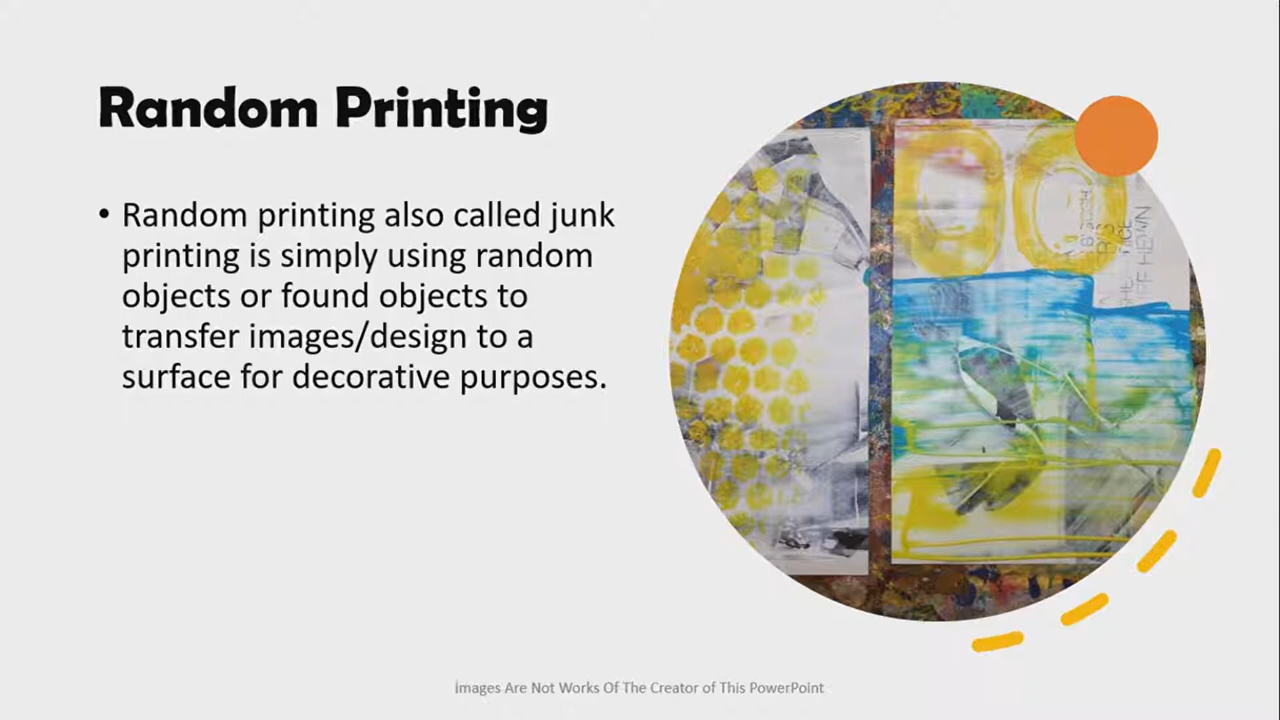 Random Printing
• Random printing also called junk
printing is simply using random
objects or found objects to
transfer images/design to a
surface for decorative purposes.
Images Are Not Works Of The Creator of This PowerPoint